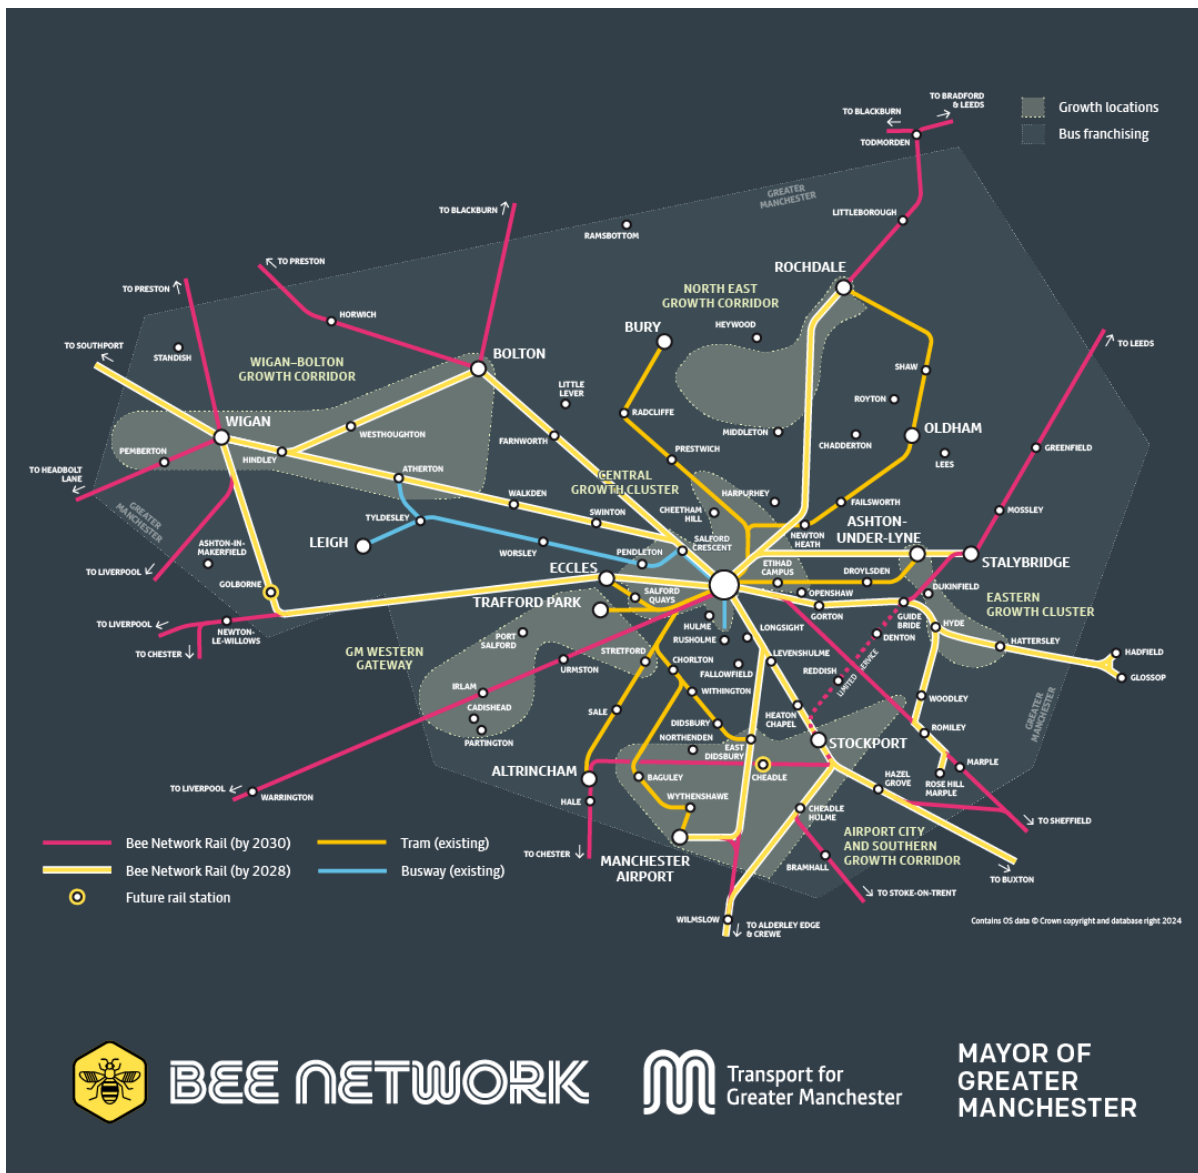 TO BRADFORD
& LEEDS
TO BLACKBURN
TODMORDEN
Growth locations
Bus franchising
GREATER
MANCHESTER
LITTLEBOROUGH
TO BLACKBURN
RAMSBOTTOM
TO PRESTON
TO PRESTON
ROCHDALE
NORTH EAST
GROWTH CORRIDOR
HORWICH
BURY
HEYWOOD
TO SOUTHPORT
STANDISH
BOLTON
TO LEEDS
WIGAN–BOLTON
GROWTH CORRIDOR
SHAW
LITTLE
LEVER
ROYTON
RADCLIFFE
WIGAN
WESTHOUGHTON
FARNWORTH
MIDDLETON
CHADDERTON
OLDHAM
PEMBERTON
HINDLEY
PRESTWICH
LEES
GREENFIELD
TO HEADBOLT
LANE
ATHERTON
CENTRAL
GROWTH CLUSTER
HARPURHEY
WALKDEN
FAILSWORTH
GREATER
MANCHESTER
TYLDESLEY
SWINTON
CHEETHAM
HILL
MOSSLEY
ASHTON-
UNDER-LYNE
NEWTON
HEATH
LEIGH
WORSLEY
PENDLETON
SALFORD
CRESCENT
ASHTON-IN-
MAKERFIELD
STALYBRIDGE
TO LIVERPOOL
ECCLES
ETIHAD
CAMPUS
DROYLSDEN
GOLBORNE
DUKINFIELD
EASTERN
GROWTH CLUSTER
TRAFFORD PARK
SALFORD
QUAYS
OPENSHAW
GORTON
GUIDE
BRIDGE
HYDE
TO LIVERPOOL
NEWTON-
LE-WILLOWS
HULME
RUSHOLME
LONGSIGHT
DENTON
HATTERSLEY
TO CHESTER
PORT
SALFORD
GM WESTERN
GATEWAY
STRETFORD
URMSTON
CHORLTON
FALLOWFIELD
LEVENSHULME
REDDISH
LIMITED SERVICE
HADFIELD
GLOSSOP
IRLAM
CADISHEAD
PARTINGTON
WITHINGTON
SALE
DIDSBURY
HEATON
CHAPEL
WOODLEY
GREATER
MANCHESTER
ROMILEY
NORTHENDEN
EAST
DIDSBURY
STOCKPORT
MARPLE
ALTRINCHAM
BAGULEY
CHEADLE
HAZEL
GROVE
ROSE HILL
MARPLE
TO LIVERPOOL
WARRINGTON
HALE
WYTHENSHAWE
CHEADLE
HULME
TO SHEFFIELD
Bee Network Rail (by 2030)
Tram (existing)
TO CHESTER
MANCHESTER
AIRPORT
AIRPORT CITY
AND SOUTHERN
GROWTH CORRIDOR
BRAMHALL
TO BUXTON
Bee Network Rail (by 2028)
Busway (existing)
TO STOKE-ON-TRENT
Future rail station
WILMSLOW
TO ALDERLEY EDGE
& CREWE
Contains OS data © Crown copyright and database right 2024
BEE NETWORK
Transport for
Greater Manchester
MAYOR OF
GREATER
MANCHESTER